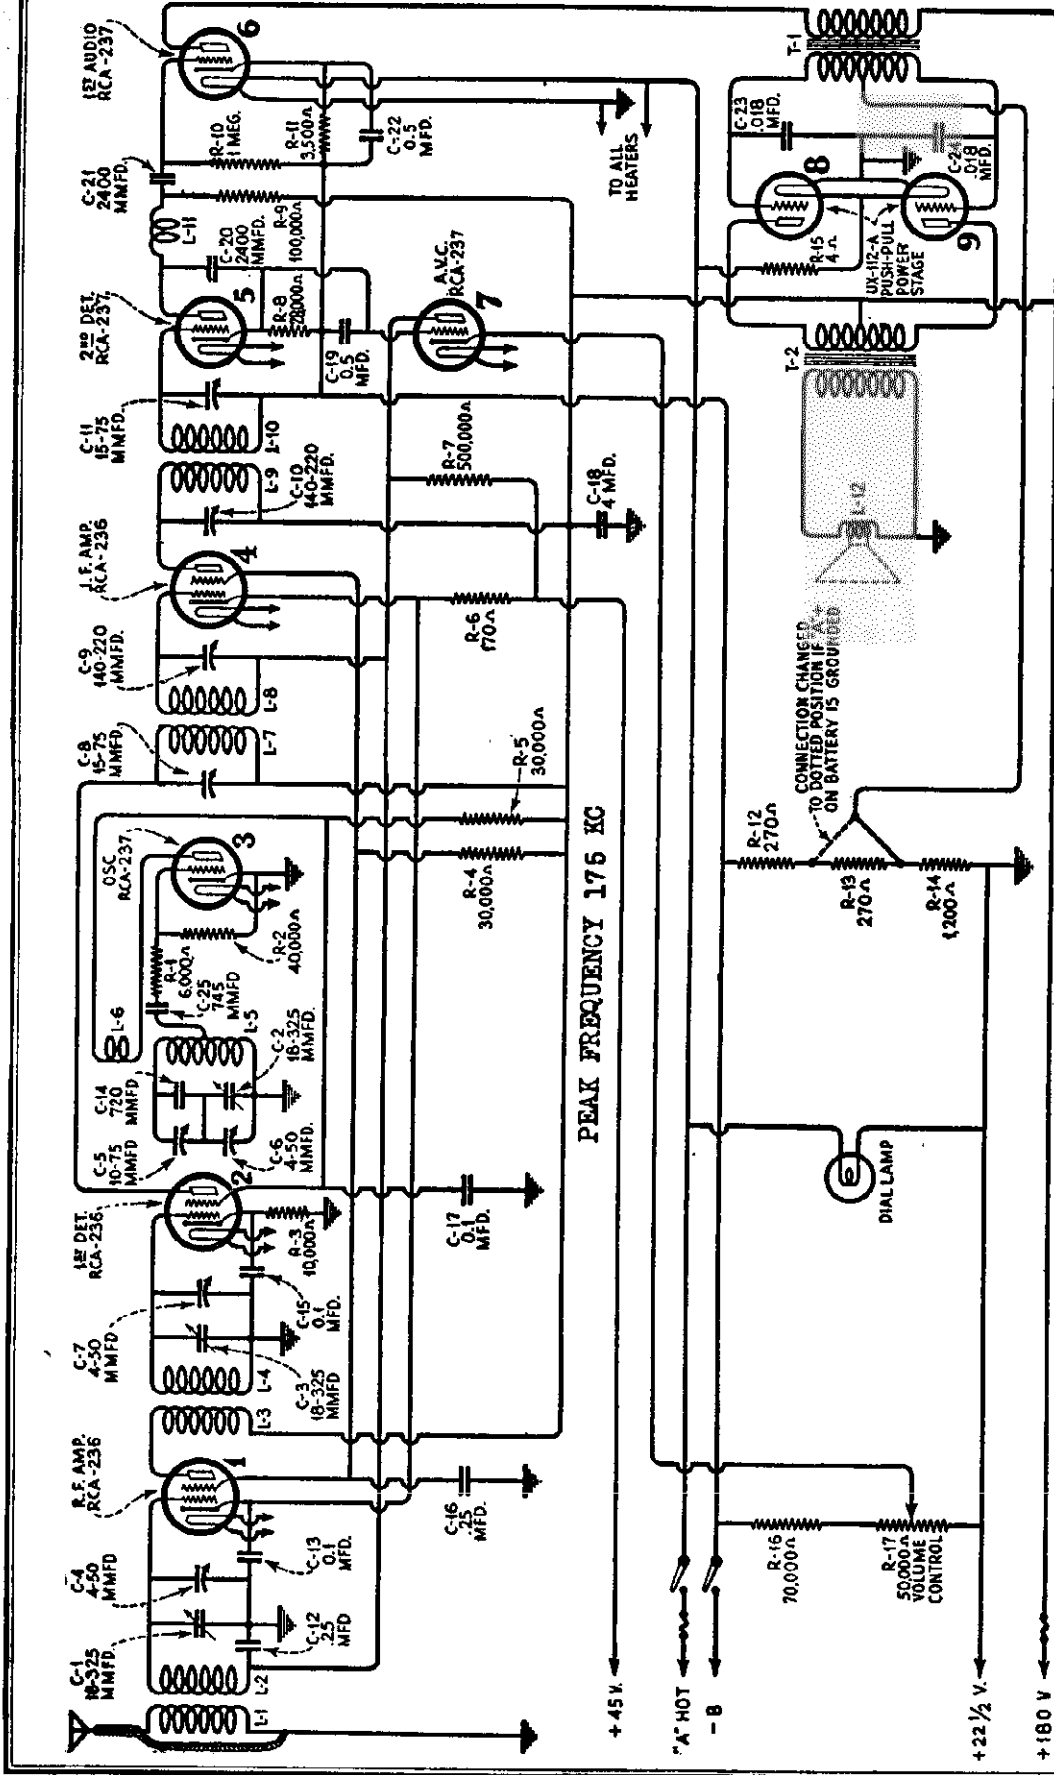 R.F. AMP.
RCA-236
1
C-1
18-325
MMFD.
C-4
4-50
MMFD
L-1
L-2
C-12
.25
MFD
C-13
0.1
MFD.
C-16
.25
MFD.
L-3
L-4
C-7
4-50
MMFD
C-3
18-325
MMFD
1ST DET.
RCA-236
2
C-15
0.1
MFD.
R-3
10,000Ω
C-17
0.1
MFD.
C-5
10-75
MMFD
C-14
720
MMFD
C-6
4-50
MMFD.
L-6
L-5
C-2
18-325
MMFD.
R-1
6,000Ω
C-25
745
MMFD
OSC
RCA-237
3
R-2
40,000Ω
C-8
15-75
MMFD.
L-7
L-8
C-9
140-220
MMFD.
I.F. AMP.
RCA-236
4
R-4
30,000Ω
R-5
30,000Ω
R-6
170Ω
R-7
500,000Ω
C-18
4 MFD.
L-9
C-10
140-220
MMFD.
L-10
C-11
15-75
MMFD.
2ND DET.
RCA-237
5
R-8
28,000Ω
C-19
0.5
MFD.
C-20
2400
MMFD.
L-11
C-21
2400
MMFD.
R-9
100,000Ω
R-10
1 MEG.
R-11
3,500Ω
C-22
0.5
MFD.
1ST AUDIO
RCA-237
6
A.V.C.
RCA-237
7
TO ALL
HEATERS
PEAK FREQUENCY 175 KC
+45 V.
"A" HOT
- B
+22 1/2 V.
+180 V
R-16
70,000Ω
R-17
50,000Ω
VOLUME
CONTROL
DIAL LAMP
R-12
270Ω
R-13
270Ω
R-14
1,200Ω
CONNECTION CHANGED
TO DOTTED POSITION IF A+
ON BATTERY IS GROUNDED
L-12
T-2
R-15
4Ω
UX-112-A
PUSH-PULL
POWER
STAGE
8
9
C-23
.018
MFD.
C-24
.018
MFD.
T-1